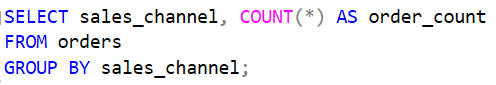 SELECT sales_channel, COUNT(*) AS order_count
FROM orders
GROUP BY sales_channel;